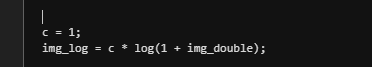 c = 1;
img_log = c * log(1 + img_double);